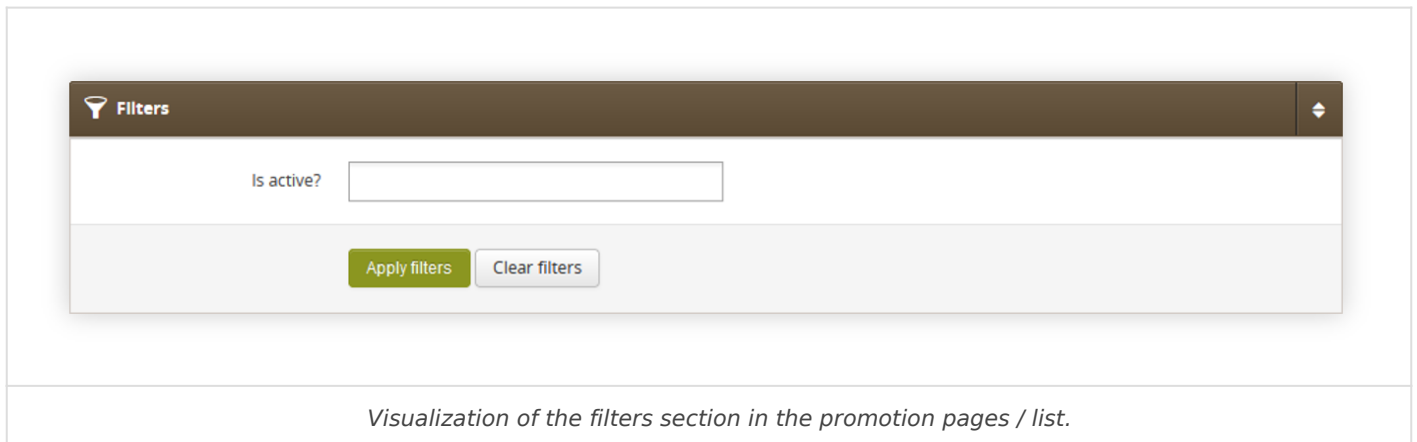 Filters
Is active?
Apply filters Clear filters
Visualization of the filters section in the promotion pages / list.